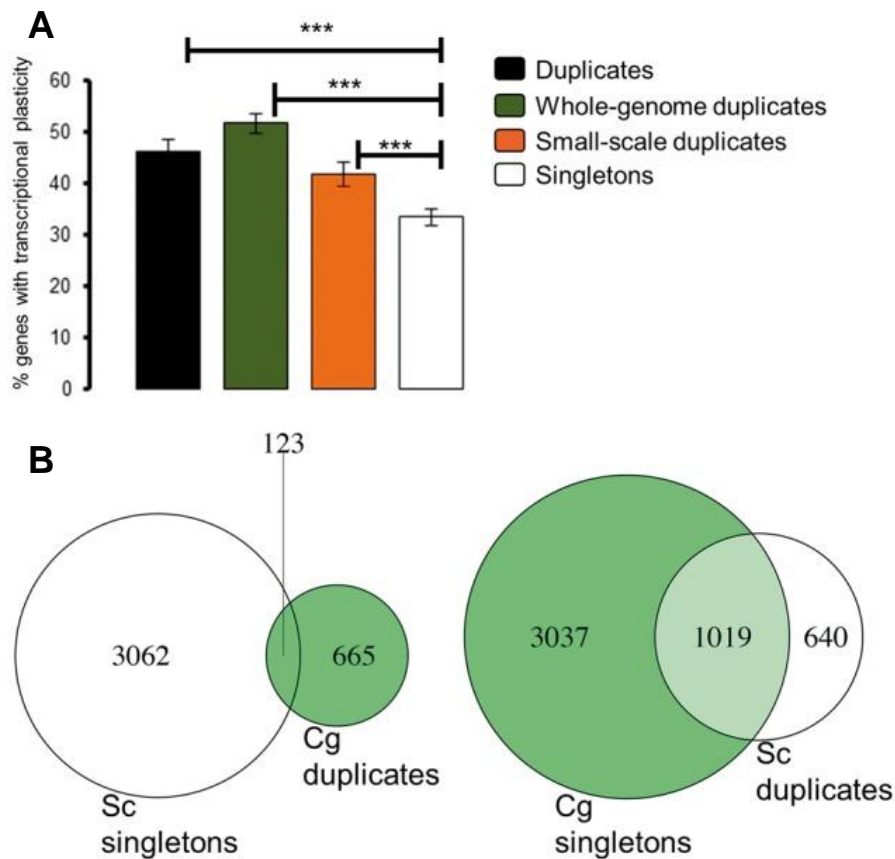 A
***
***
***
% genes with transcriptional plasticity
60
50
40
30
20
10
0
Duplicates
Whole-genome duplicates
Small-scale duplicates
Singletons
B
123
3062
665
Cg
duplicates
Sc
singletons
3037
1019
640
Sc
duplicates
Cg
singletons